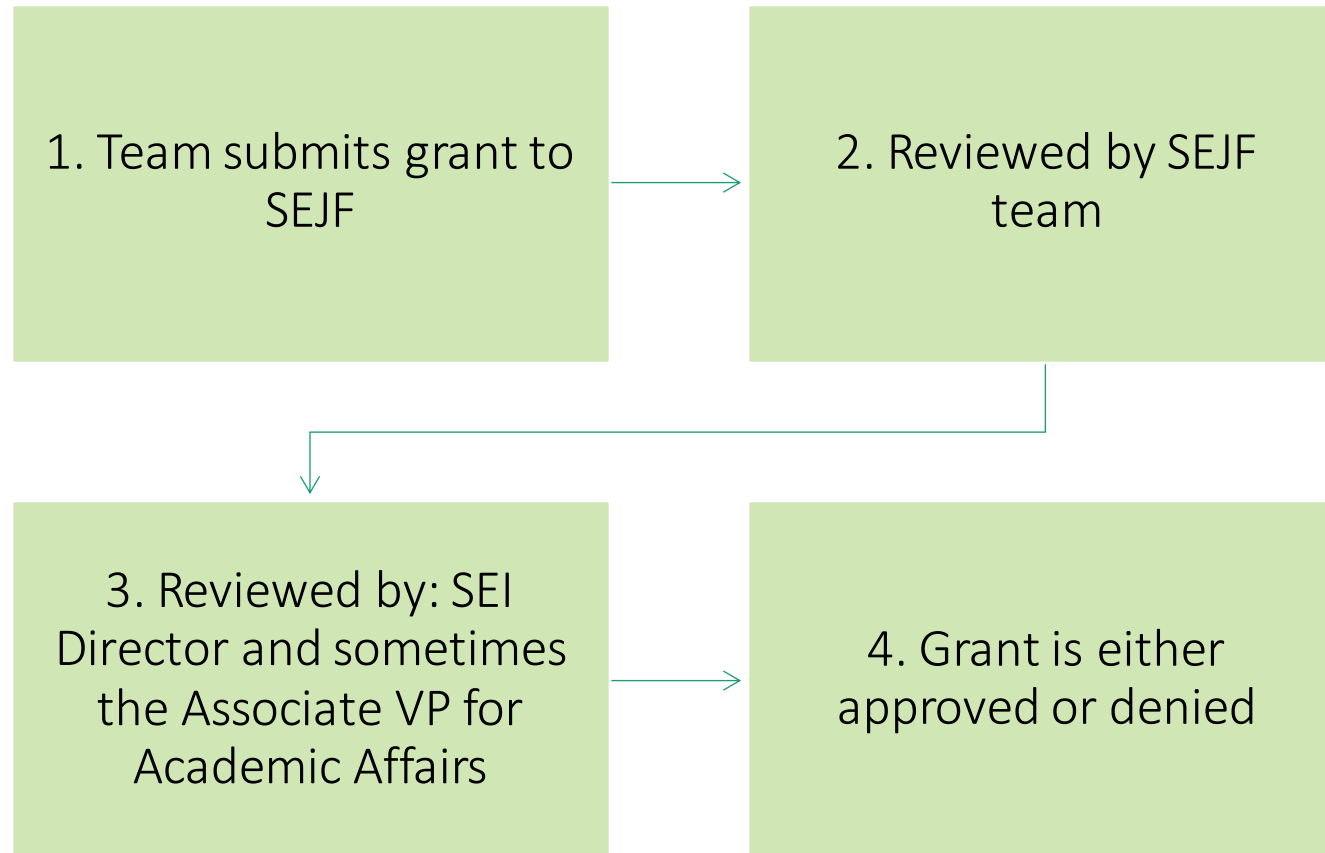 1. Team submits grant to
SEJF
2. Reviewed by SEJF
team
3. Reviewed by: SEI
Director and sometimes
the Associate VP for
Academic Affairs
4. Grant is either
approved or denied